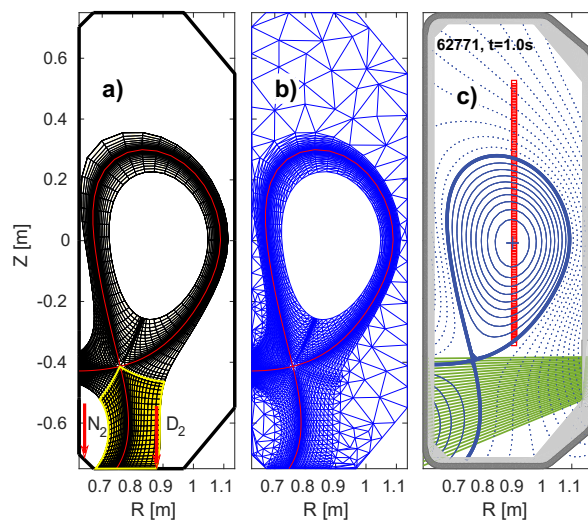 a)
b)
c)
62771, t=1.0s
0.6
0.4
0.2
0
-0.2
-0.4
-0.6
Z [m]
N2
D2
0.7 0.8 0.9 1 1.1
0.7 0.8 0.9 1 1.1
0.7 0.8 0.9 1 1.1
R [m]
R [m]
R [m]